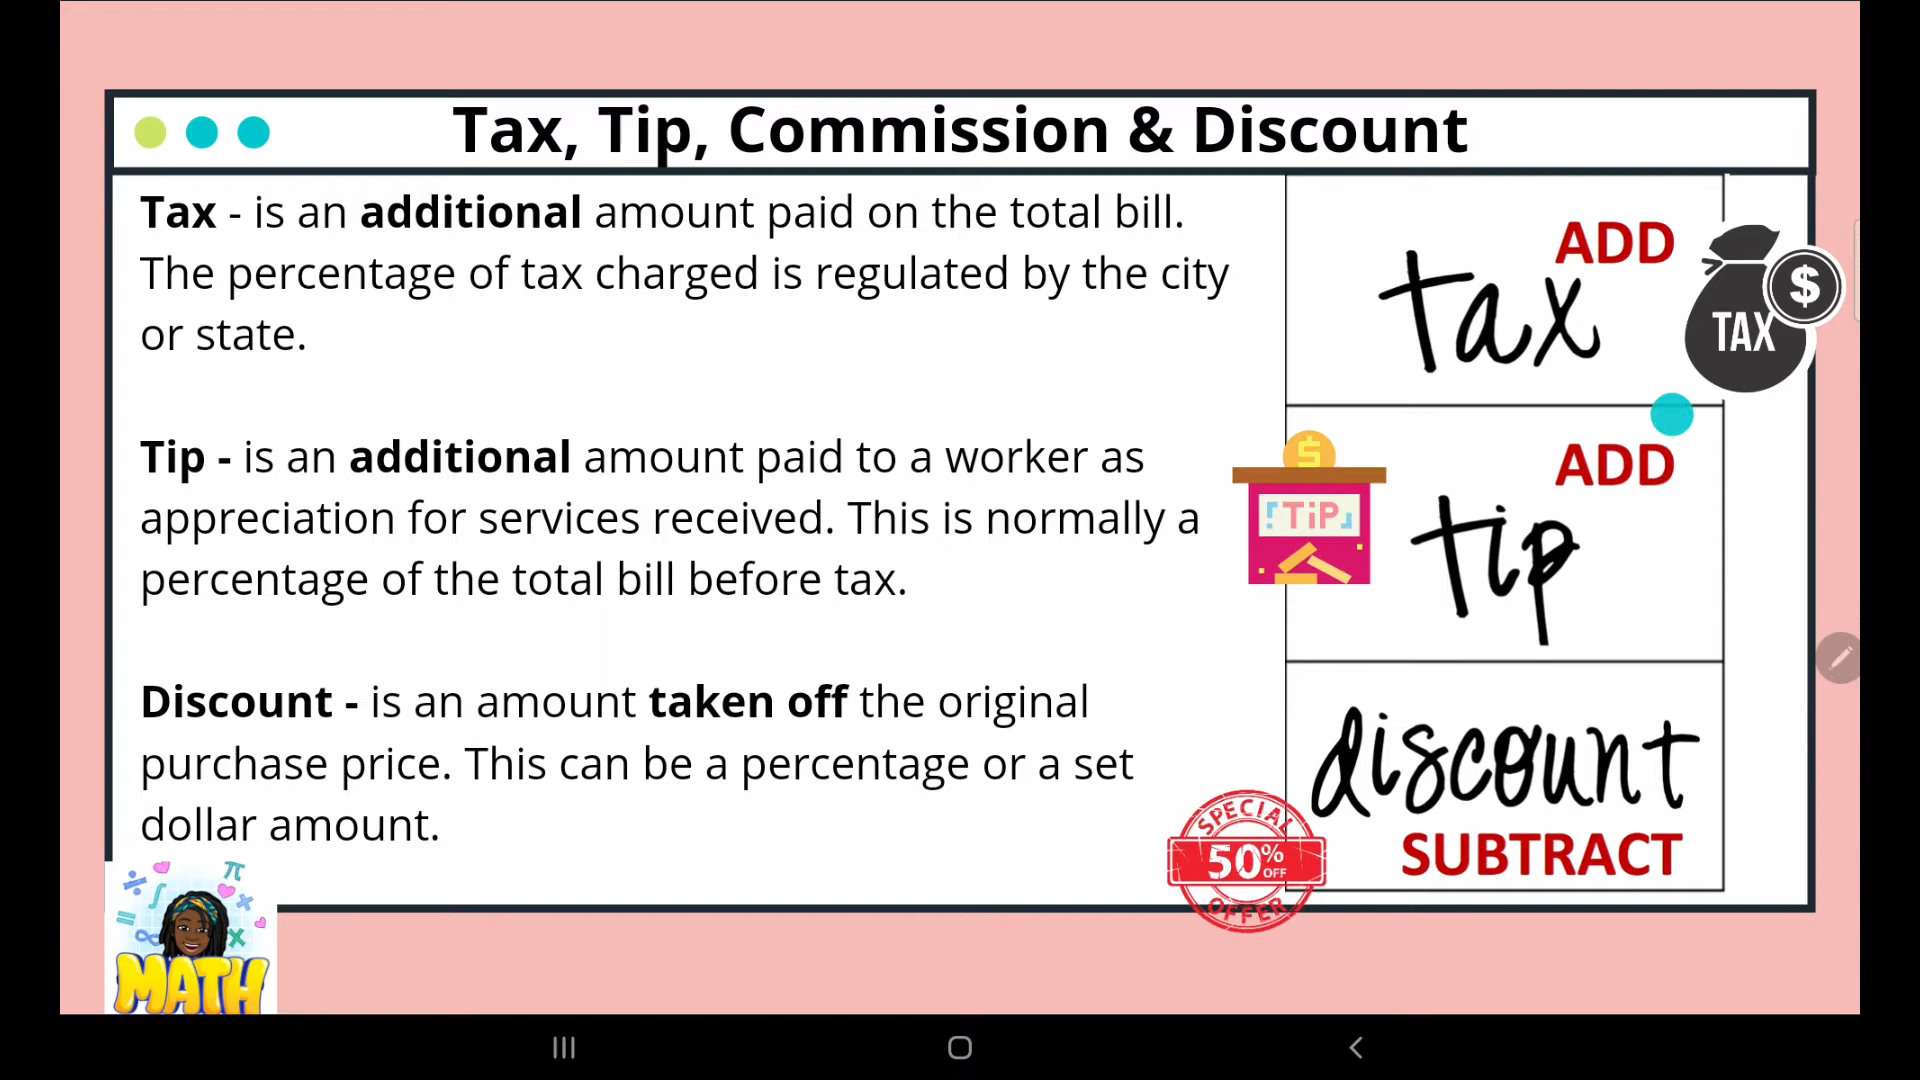 Tax, Tip, Commission & Discount
Tax - is an additional amount paid on the total bill.
The percentage of tax charged is regulated by the city
or state.
Tip - is an additional amount paid to a worker as
appreciation for services received. This is normally a
percentage of the total bill before tax.
Discount - is an amount taken off the original
purchase price. This can be a percentage or a set
dollar amount.
ADD
tax
$
TAX
ADD
$
TiP
tip
discount
SUBTRACT
SPECIAL
50% OFF
OFFER
÷ π ∫ × = ∞ x
MATH